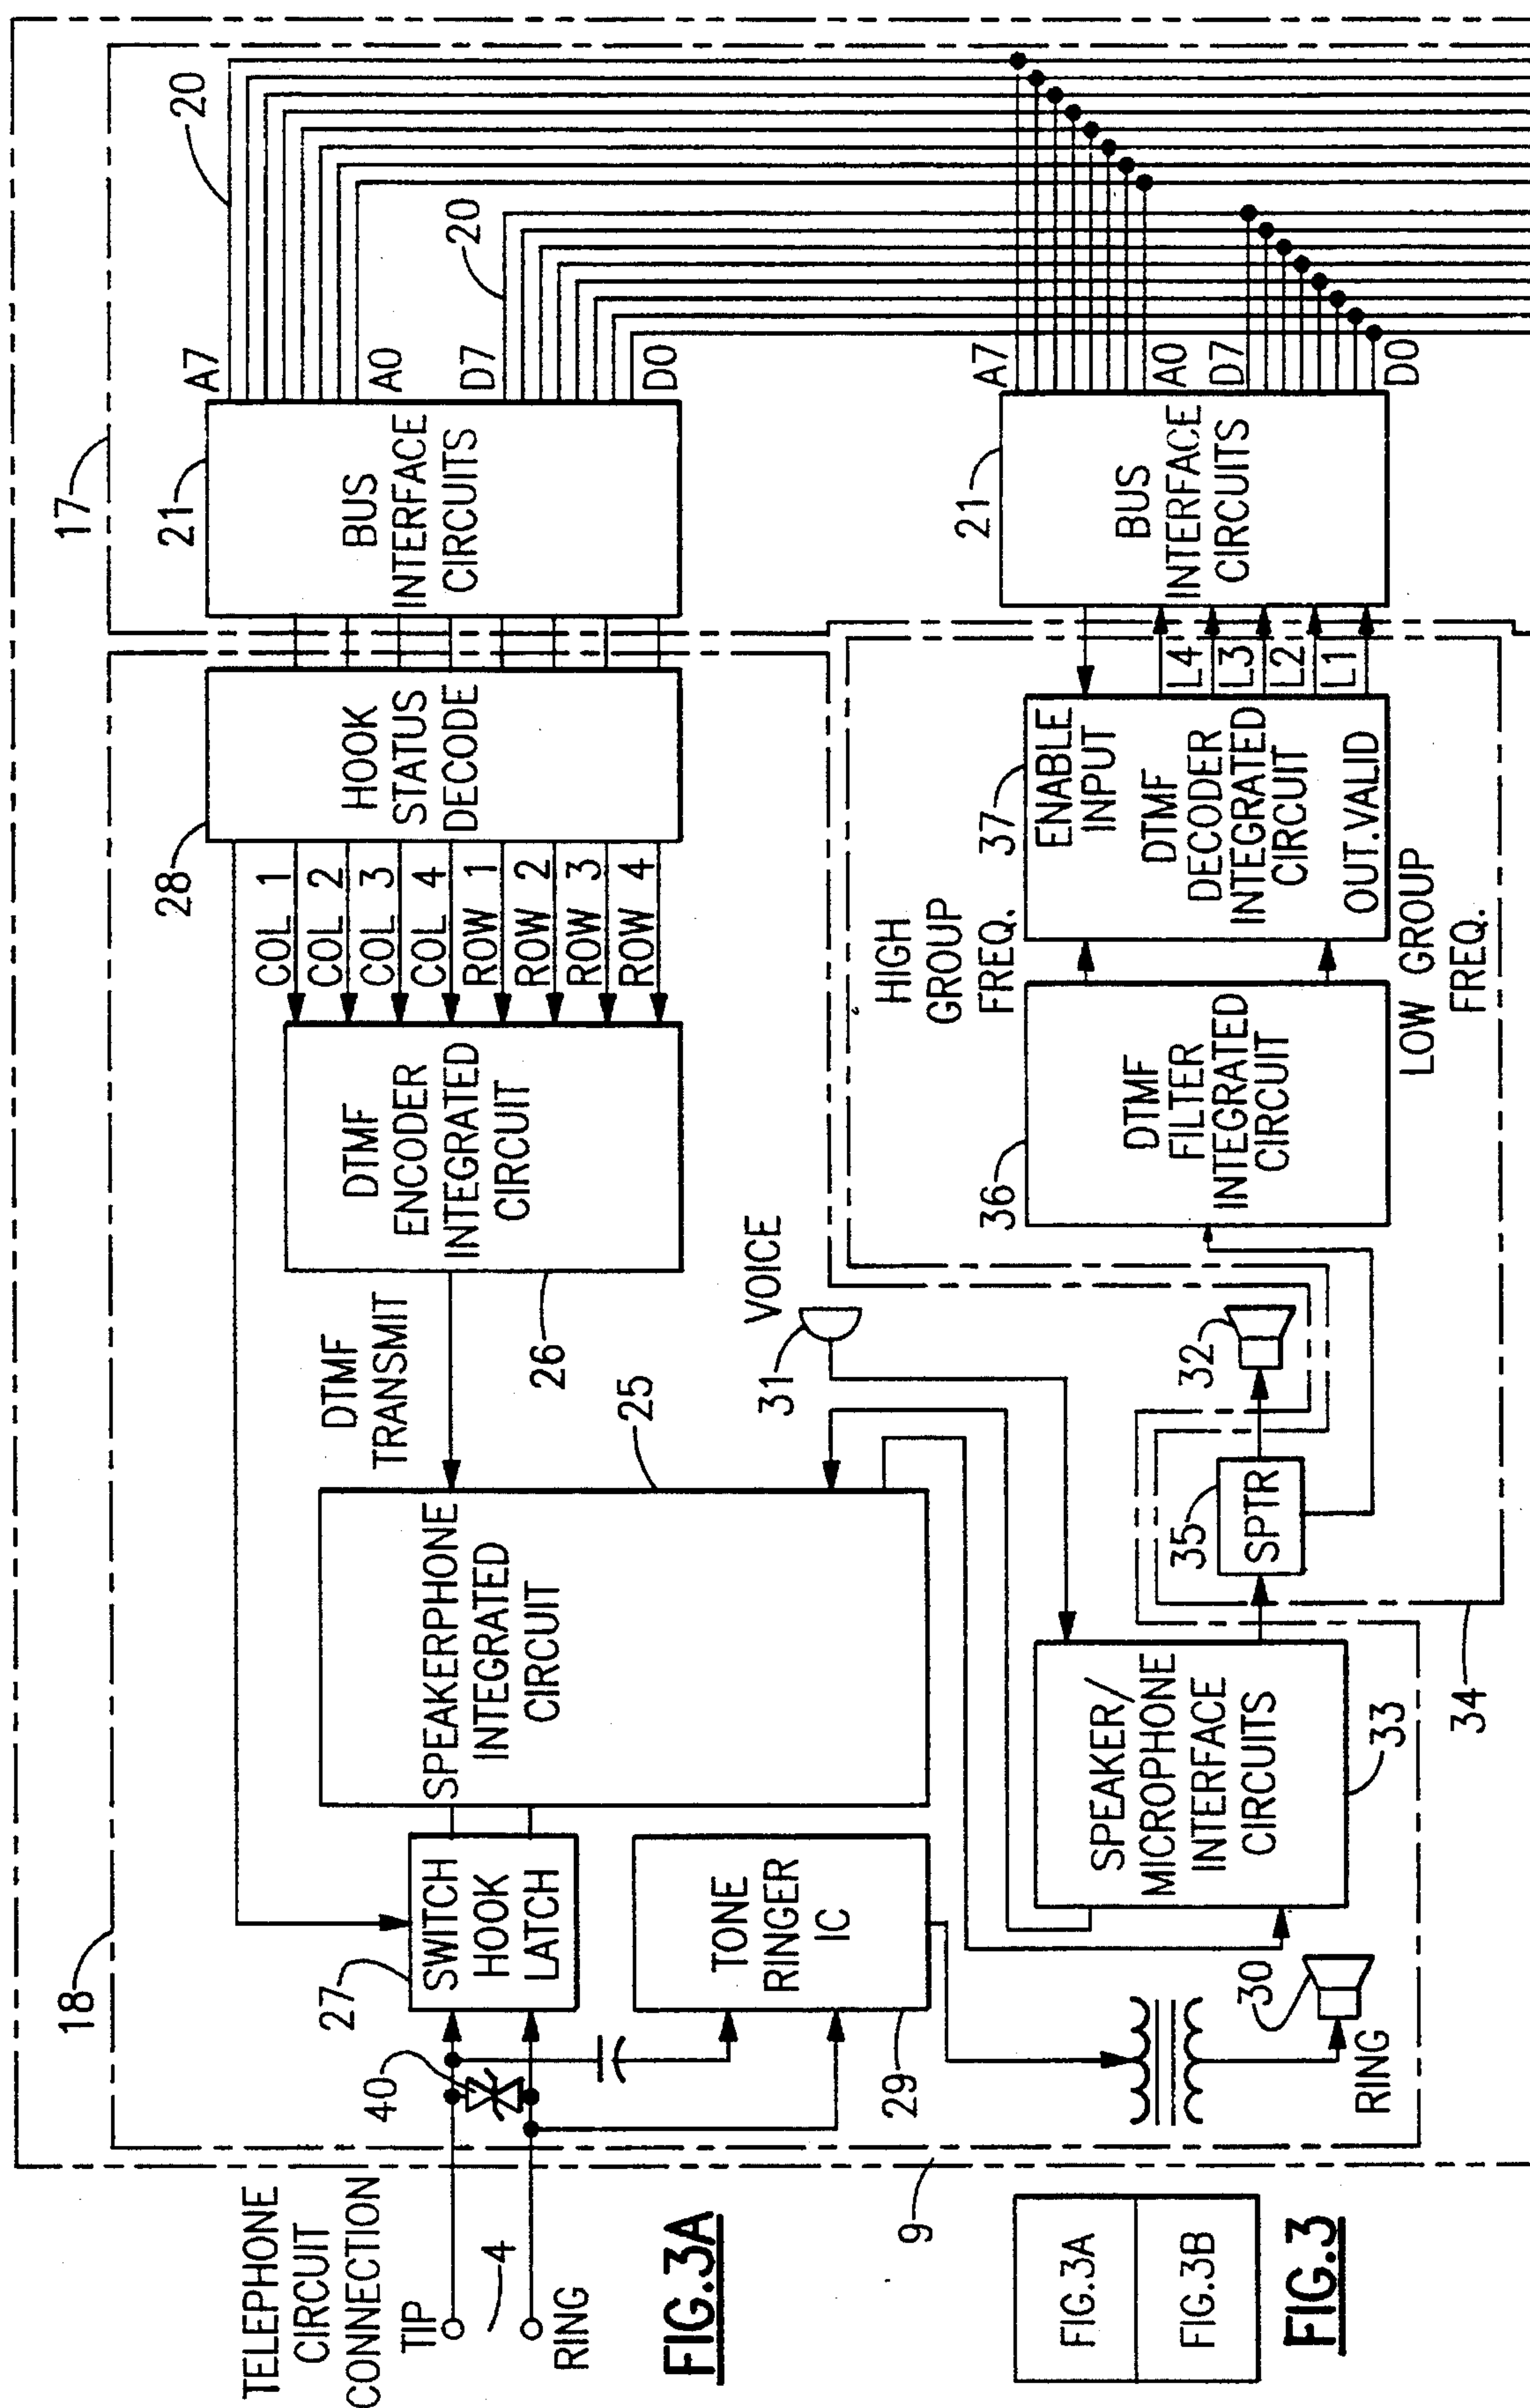 17
20
20
21
A7
A0
D7
D0
BUS
INTERFACE
CIRCUITS
21
A7
A0
D7
D0
BUS
INTERFACE
CIRCUITS
28
HOOK
STATUS
DECODE
COL 1
COL 2
COL 3
COL 4
ROW 1
ROW 2
ROW 3
ROW 4
DTMF
ENCODER
INTEGRATED
CIRCUIT
26
DTMF
TRANSMIT
25
SPEAKERPHONE
INTEGRATED
CIRCUIT
18
27
SWITCH
HOOK
LATCH
TONE
RINGER
IC
29
40
TELEPHONE
CIRCUIT
CONNECTION
TIP
4
RING
VOICE
31
HIGH
GROUP
FREQ.
37
ENABLE
INPUT
DTMF
DECODER
INTEGRATED
CIRCUIT
OUT.VALID
L4
L3
L2
L1
LOW GROUP
FREQ.
36
DTMF
FILTER
INTEGRATED
CIRCUIT
32
35
SPTR
34
SPEAKER/
MICROPHONE
INTERFACE
CIRCUITS
33
30
RING
9
FIG.3A
FIG.3A
FIG.3B
FIG.3